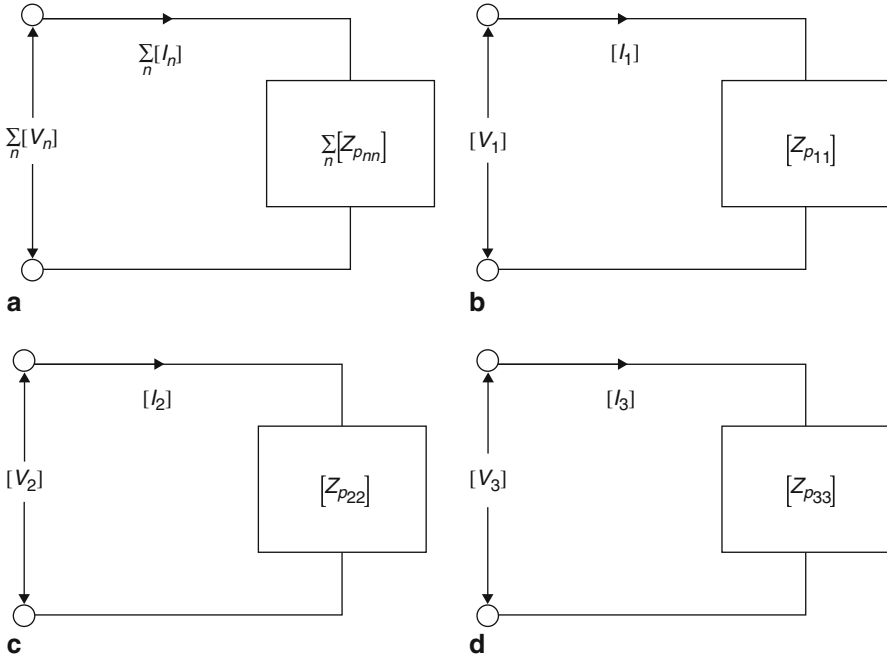 ∑n[In]
∑n[Vn]
∑n[Zpnn]
a
[I1]
[V1]
[Zp11]
b
[I2]
[V2]
[Zp22]
c
[I3]
[V3]
[Zp33]
d